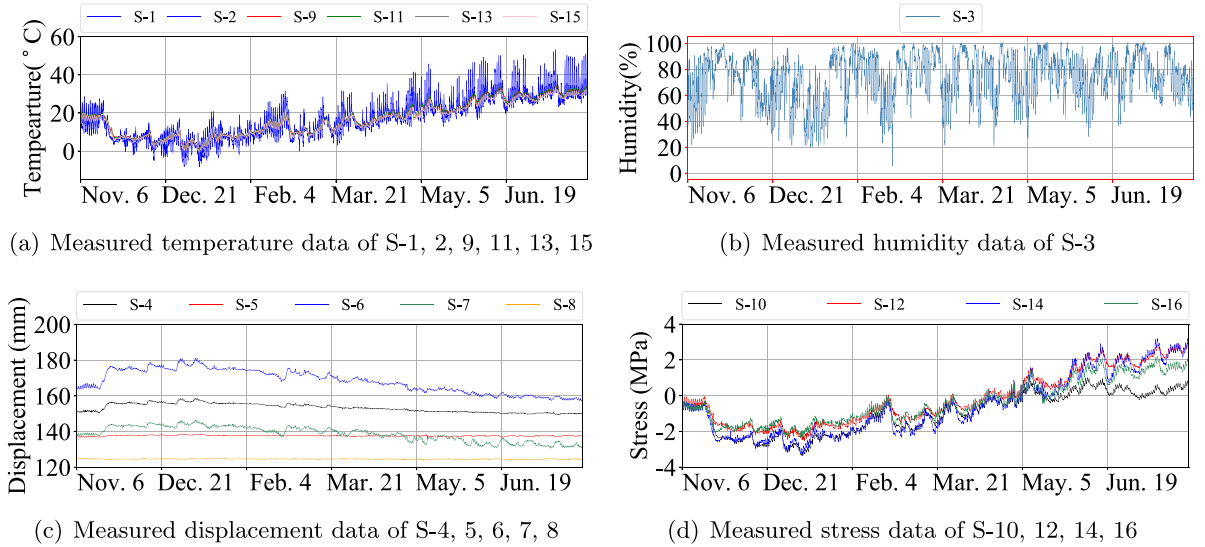 S-1 S-2 S-9 S-11 S-13 S-15
Tempearture(°C)
60
40
20
0
Nov. 6 Dec. 21 Feb. 4 Mar. 21 May. 5 Jun. 19
(a) Measured temperature data of S-1, 2, 9, 11, 13, 15
S-3
Humidity(%)
100
80
60
40
20
0
Nov. 6 Dec. 21 Feb. 4 Mar. 21 May. 5 Jun. 19
(b) Measured humidity data of S-3
S-4 S-5 S-6 S-7 S-8
Displacement (mm)
200
180
160
140
120
Nov. 6 Dec. 21 Feb. 4 Mar. 21 May. 5 Jun. 19
(c) Measured displacement data of S-4, 5, 6, 7, 8
S-10 S-12 S-14 S-16
Stress (MPa)
4
2
0
-2
-4
Nov. 6 Dec. 21 Feb. 4 Mar. 21 May. 5 Jun. 19
(d) Measured stress data of S-10, 12, 14, 16